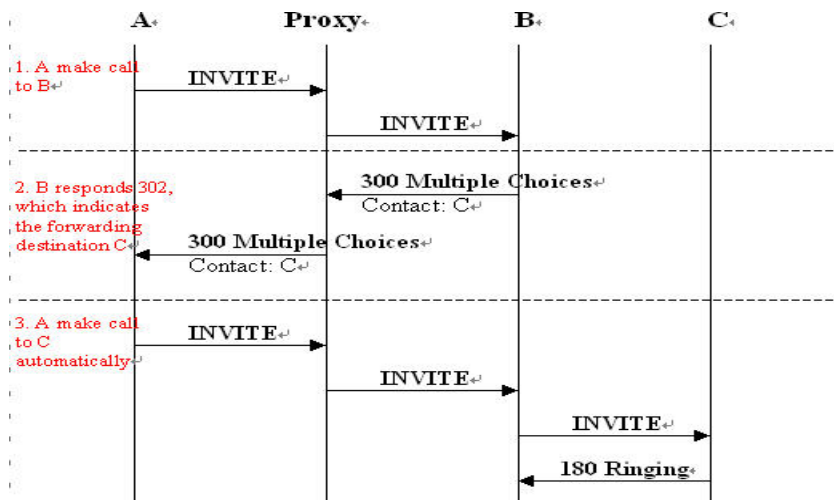 A Proxy B C
1. A make call
to B
INVITE
INVITE
2. B responds 302,
which indicates
the forwarding
destination C
300 Multiple Choices
Contact: C
300 Multiple Choices
Contact: C
3. A make call
to C
automatically
INVITE
INVITE
INVITE
180 Ringing